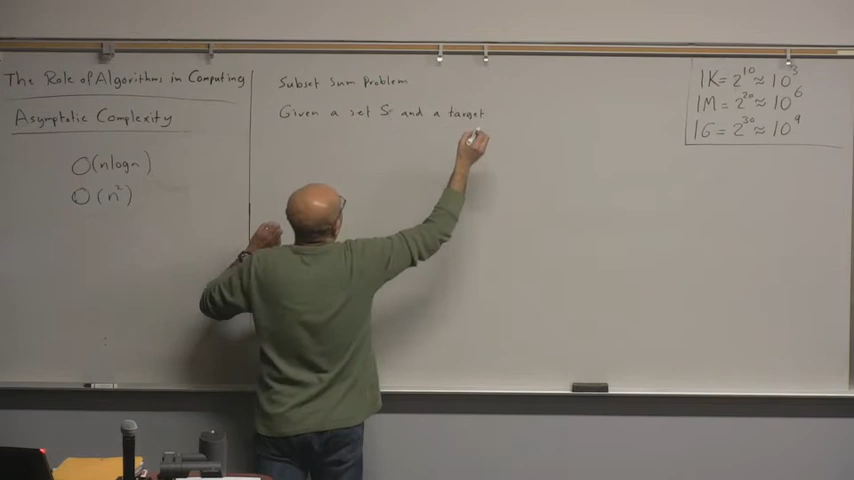 The Role of Algorithms in Computing
Asymptotic Complexity
O(nlogn)
O(n²)
Subset Sum Problem
Given a set S and a target
1K = 2¹⁰ ≈ 10³
1M = 2²⁰ ≈ 10⁶
1G = 2³⁰ ≈ 10⁹